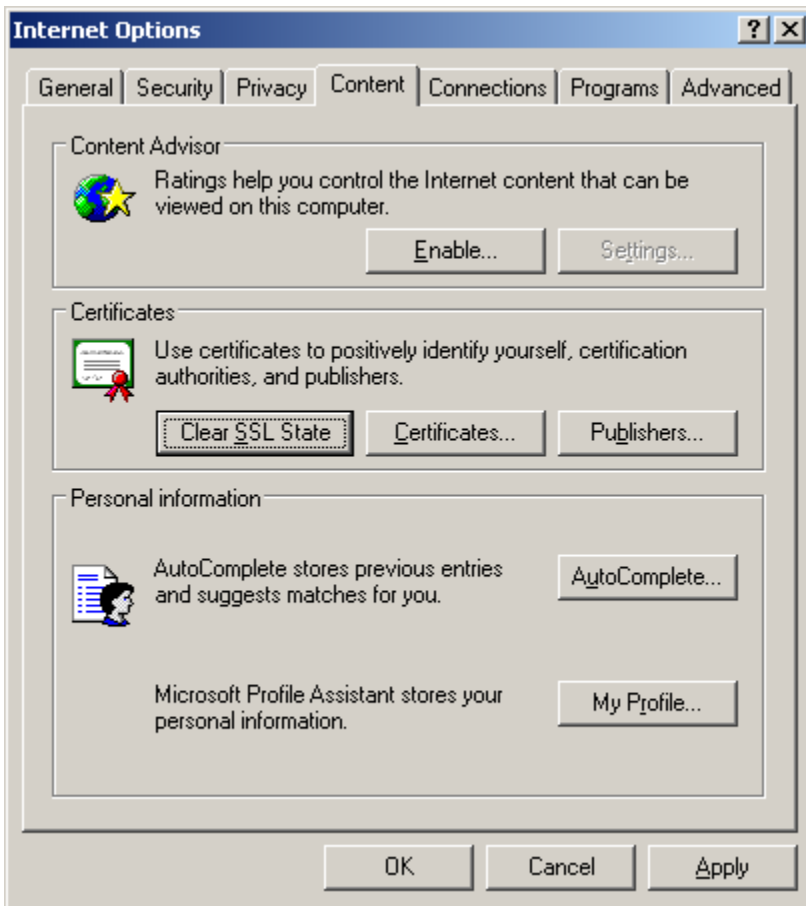 Internet Options
General Security Privacy Content Connections Programs Advanced
Content Advisor
Ratings help you control the Internet content that can be
viewed on this computer.
Enable... Settings...
Certificates
Use certificates to positively identify yourself, certification
authorities, and publishers.
Clear SSL State Certificates... Publishers...
Personal information
AutoComplete stores previous entries
and suggests matches for you.
AutoComplete...
Microsoft Profile Assistant stores your
personal information.
My Profile...
OK Cancel Apply